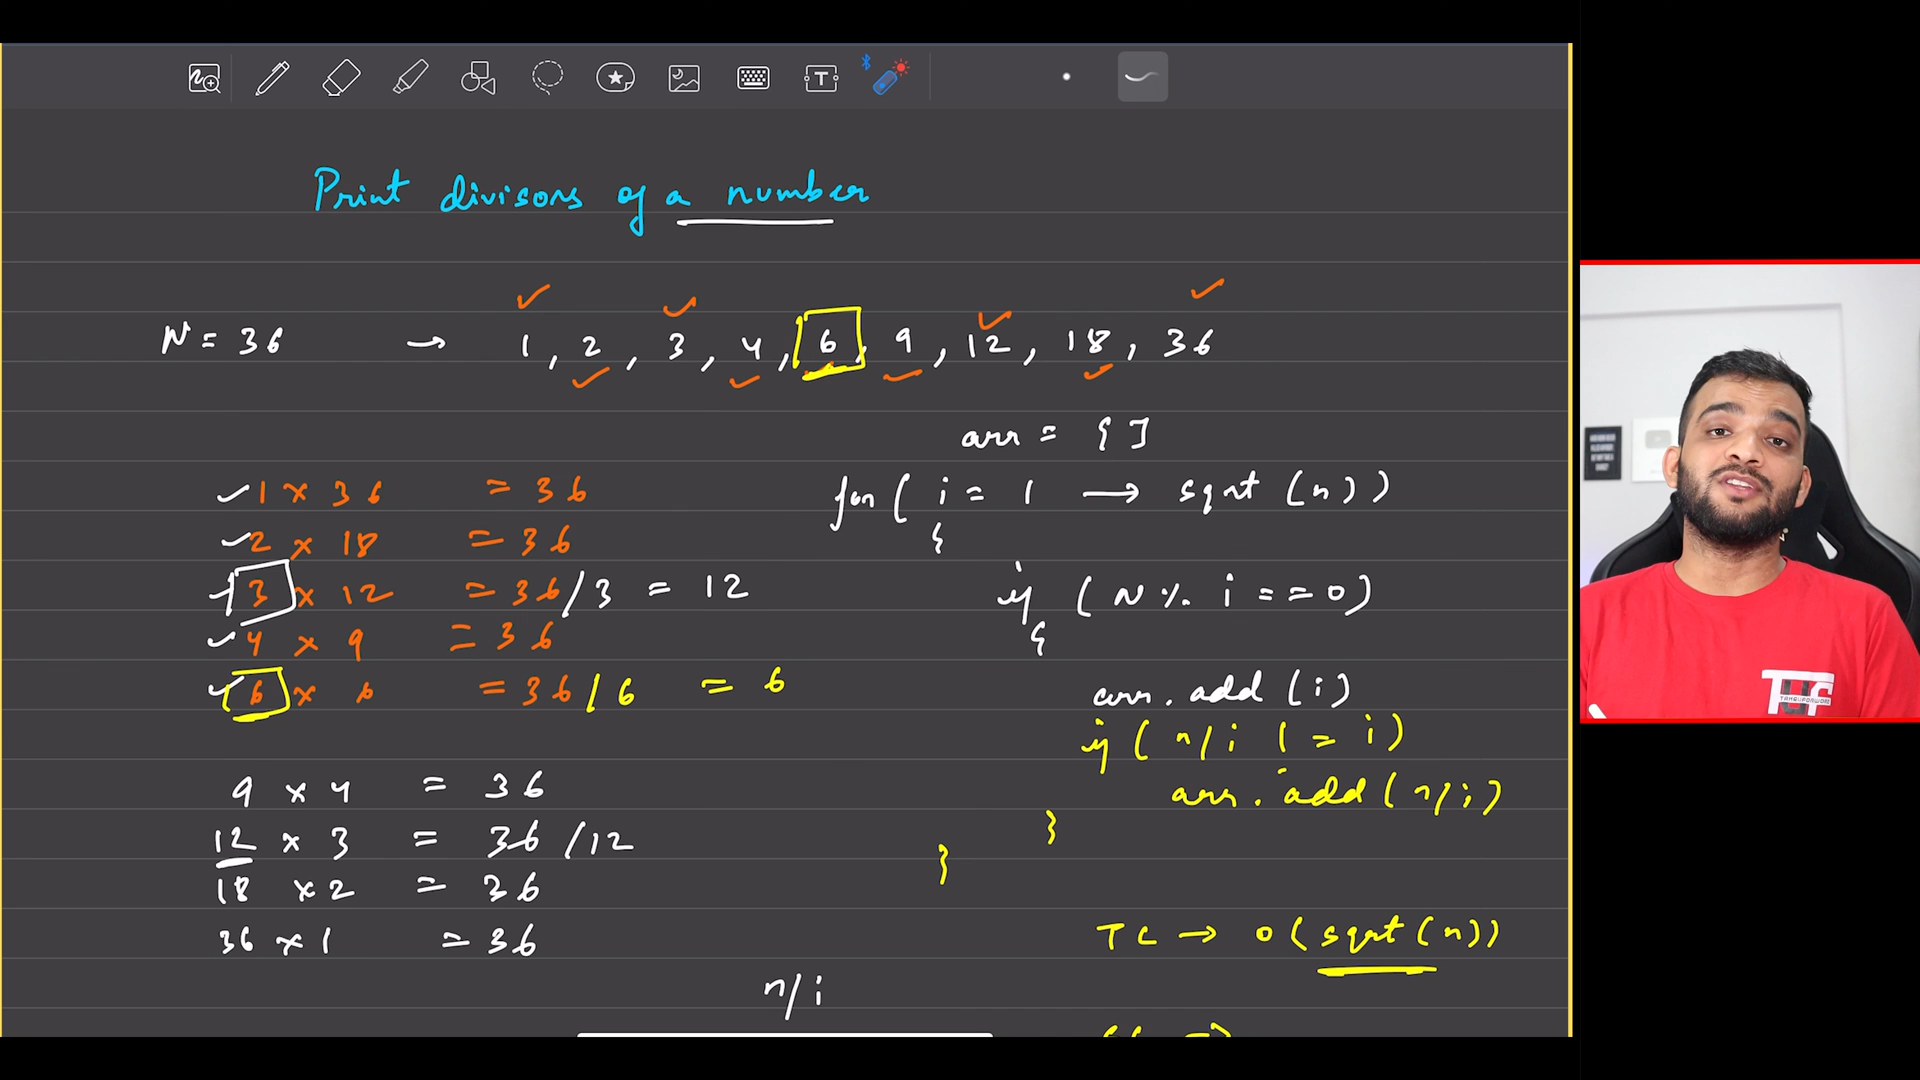 Print divisons of a number
N = 36 → 1, 2, 3, 4, 6, 9, 12, 18, 36
arr = { ]
for( i = 1 → sqrt (n))
{
if ( N % i == 0)
{
arr. add (i)
if ( n/i != i)
arr. add ( n/i)
}
}
TC → O( sqrt (n))
1 x 36 = 36
2 x 18 = 36
3 x 12 = 36/3 = 12
4 x 9 = 36
6 x 6 = 36/6 = 6
9 x 4 = 36
12 x 3 = 36/12
18 x 2 = 36
36 x 1 = 36
n/i
T
TUF
TAKEUFORWARD